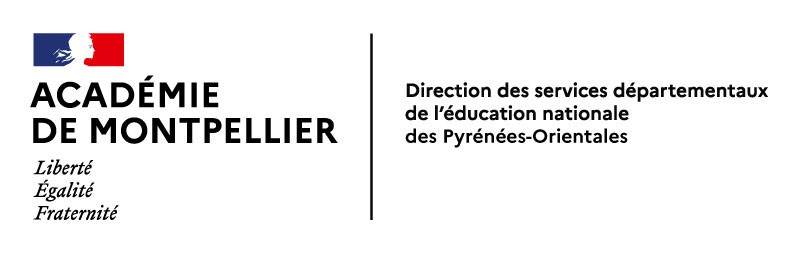 ACADÉMIE
DE MONTPELLIER
Liberté
Égalité
Fraternité
Direction des services départementaux
de l’éducation nationale
des Pyrénées-Orientales